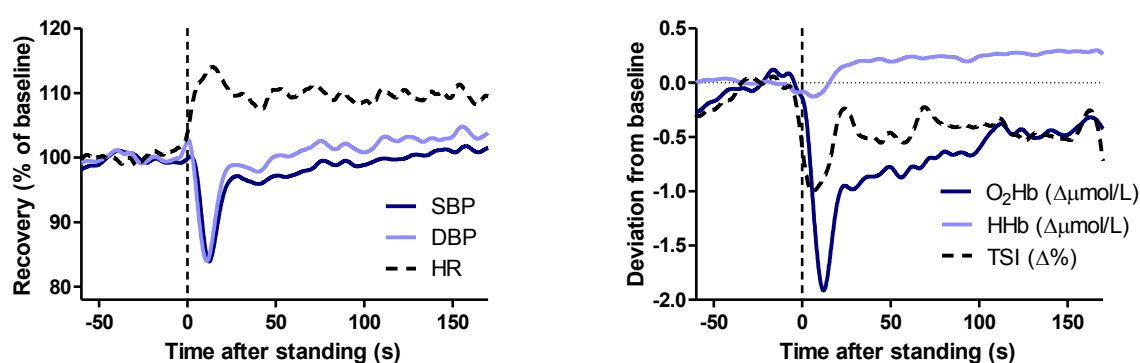 120
110
100
90
80
Recovery (% of baseline)
-50 0 50 100 150
Time after standing (s)
SBP
DBP
HR
0.5
0.0
-0.5
-1.0
-1.5
-2.0
Deviation from baseline
-50 0 50 100 150
Time after standing (s)
O₂Hb (Δμmol/L)
HHb (Δμmol/L)
TSI (Δ%)